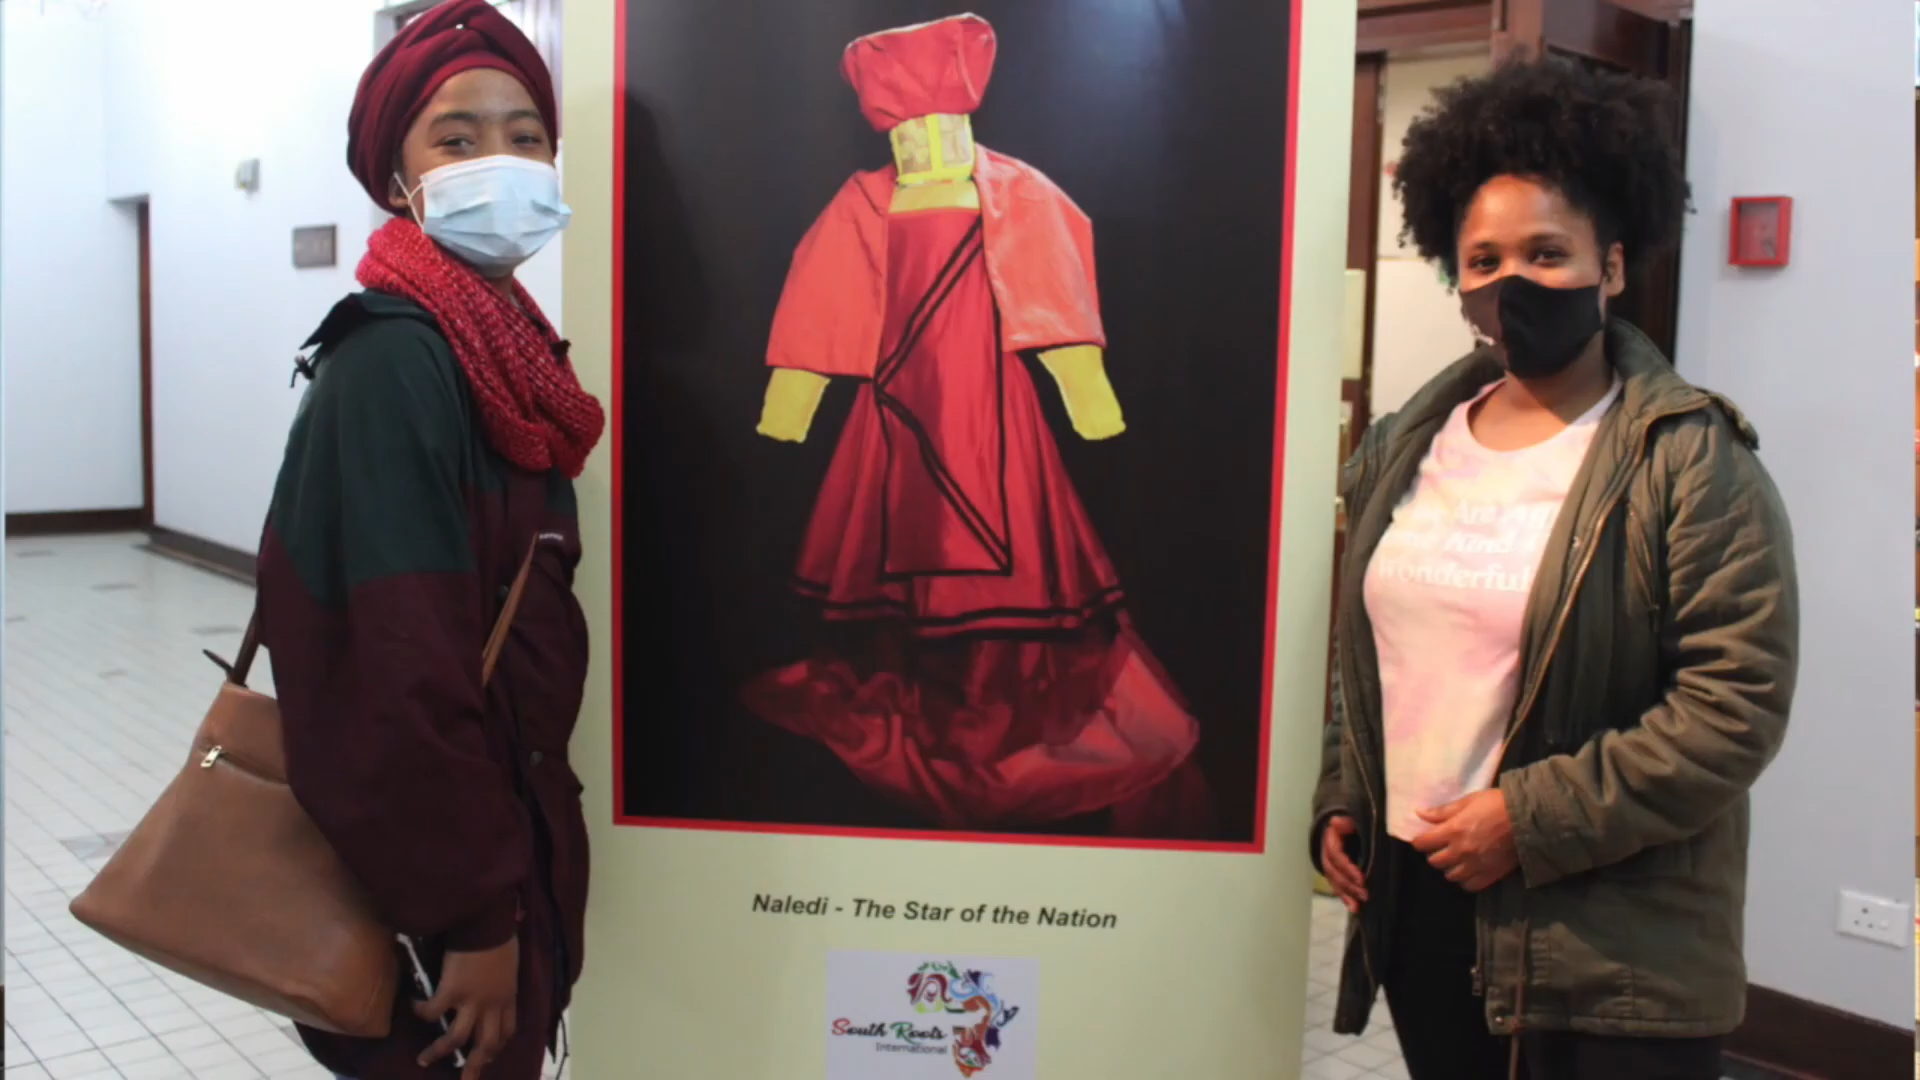 Naledi - The Star of the Nation
South Roots
International
wonderful